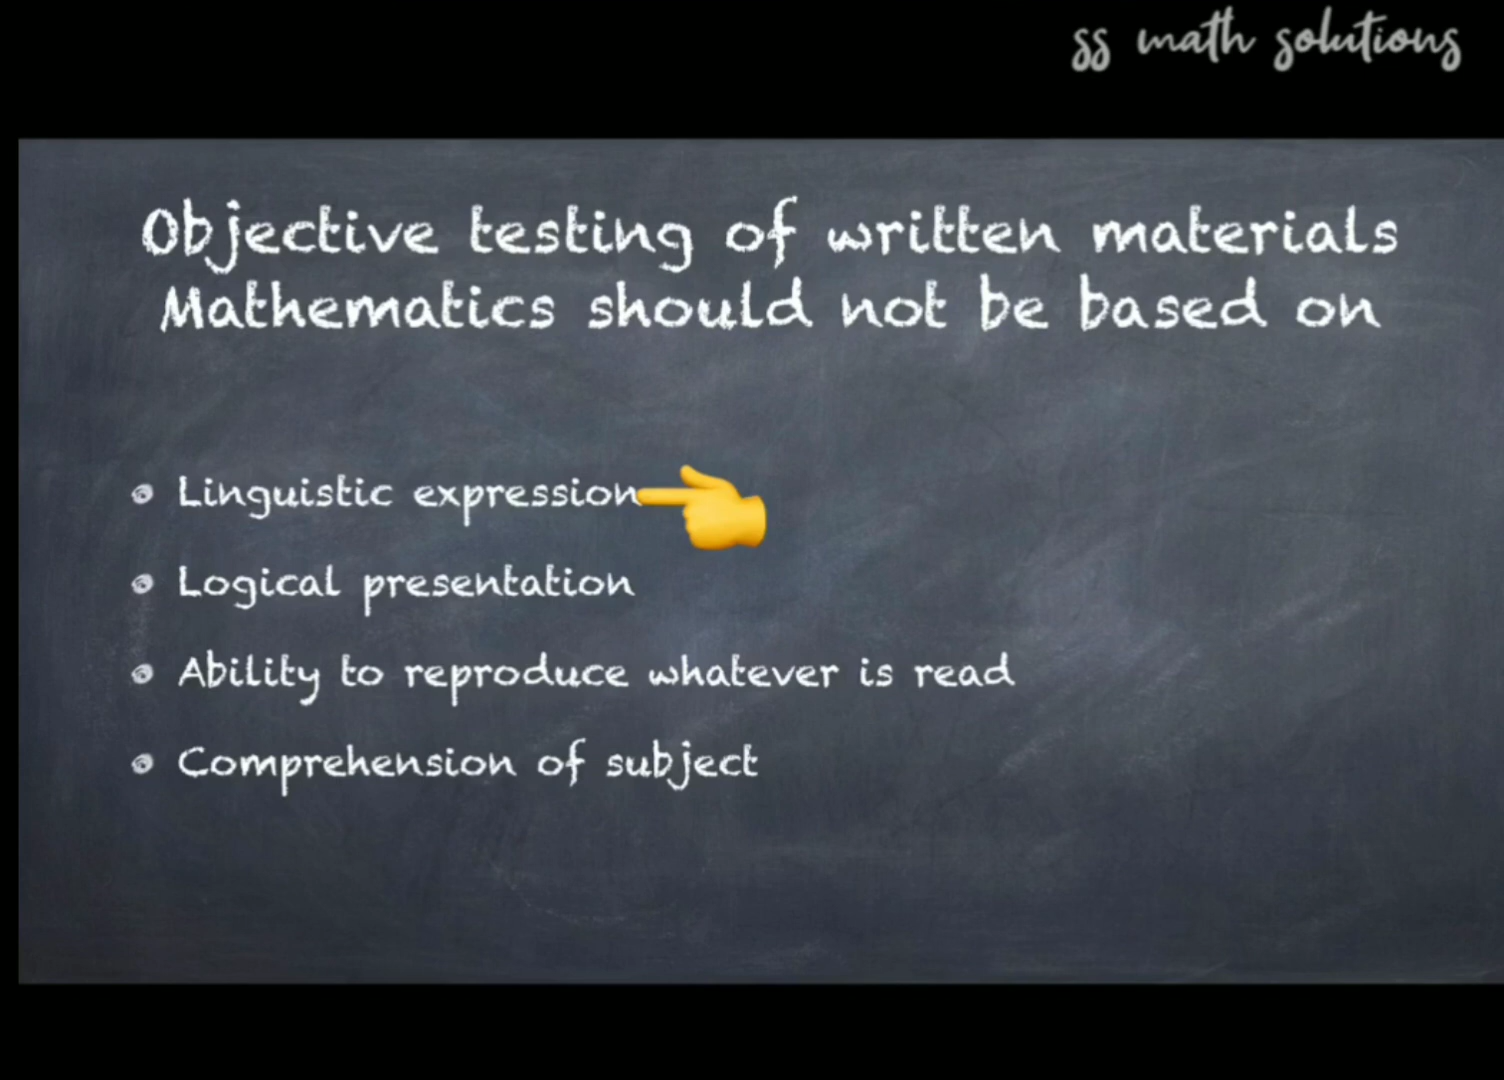 ss math solutions
Objective testing of written materials
Mathematics should not be based on
Linguistic expression
Logical presentation
Ability to reproduce whatever is read
Comprehension of subject